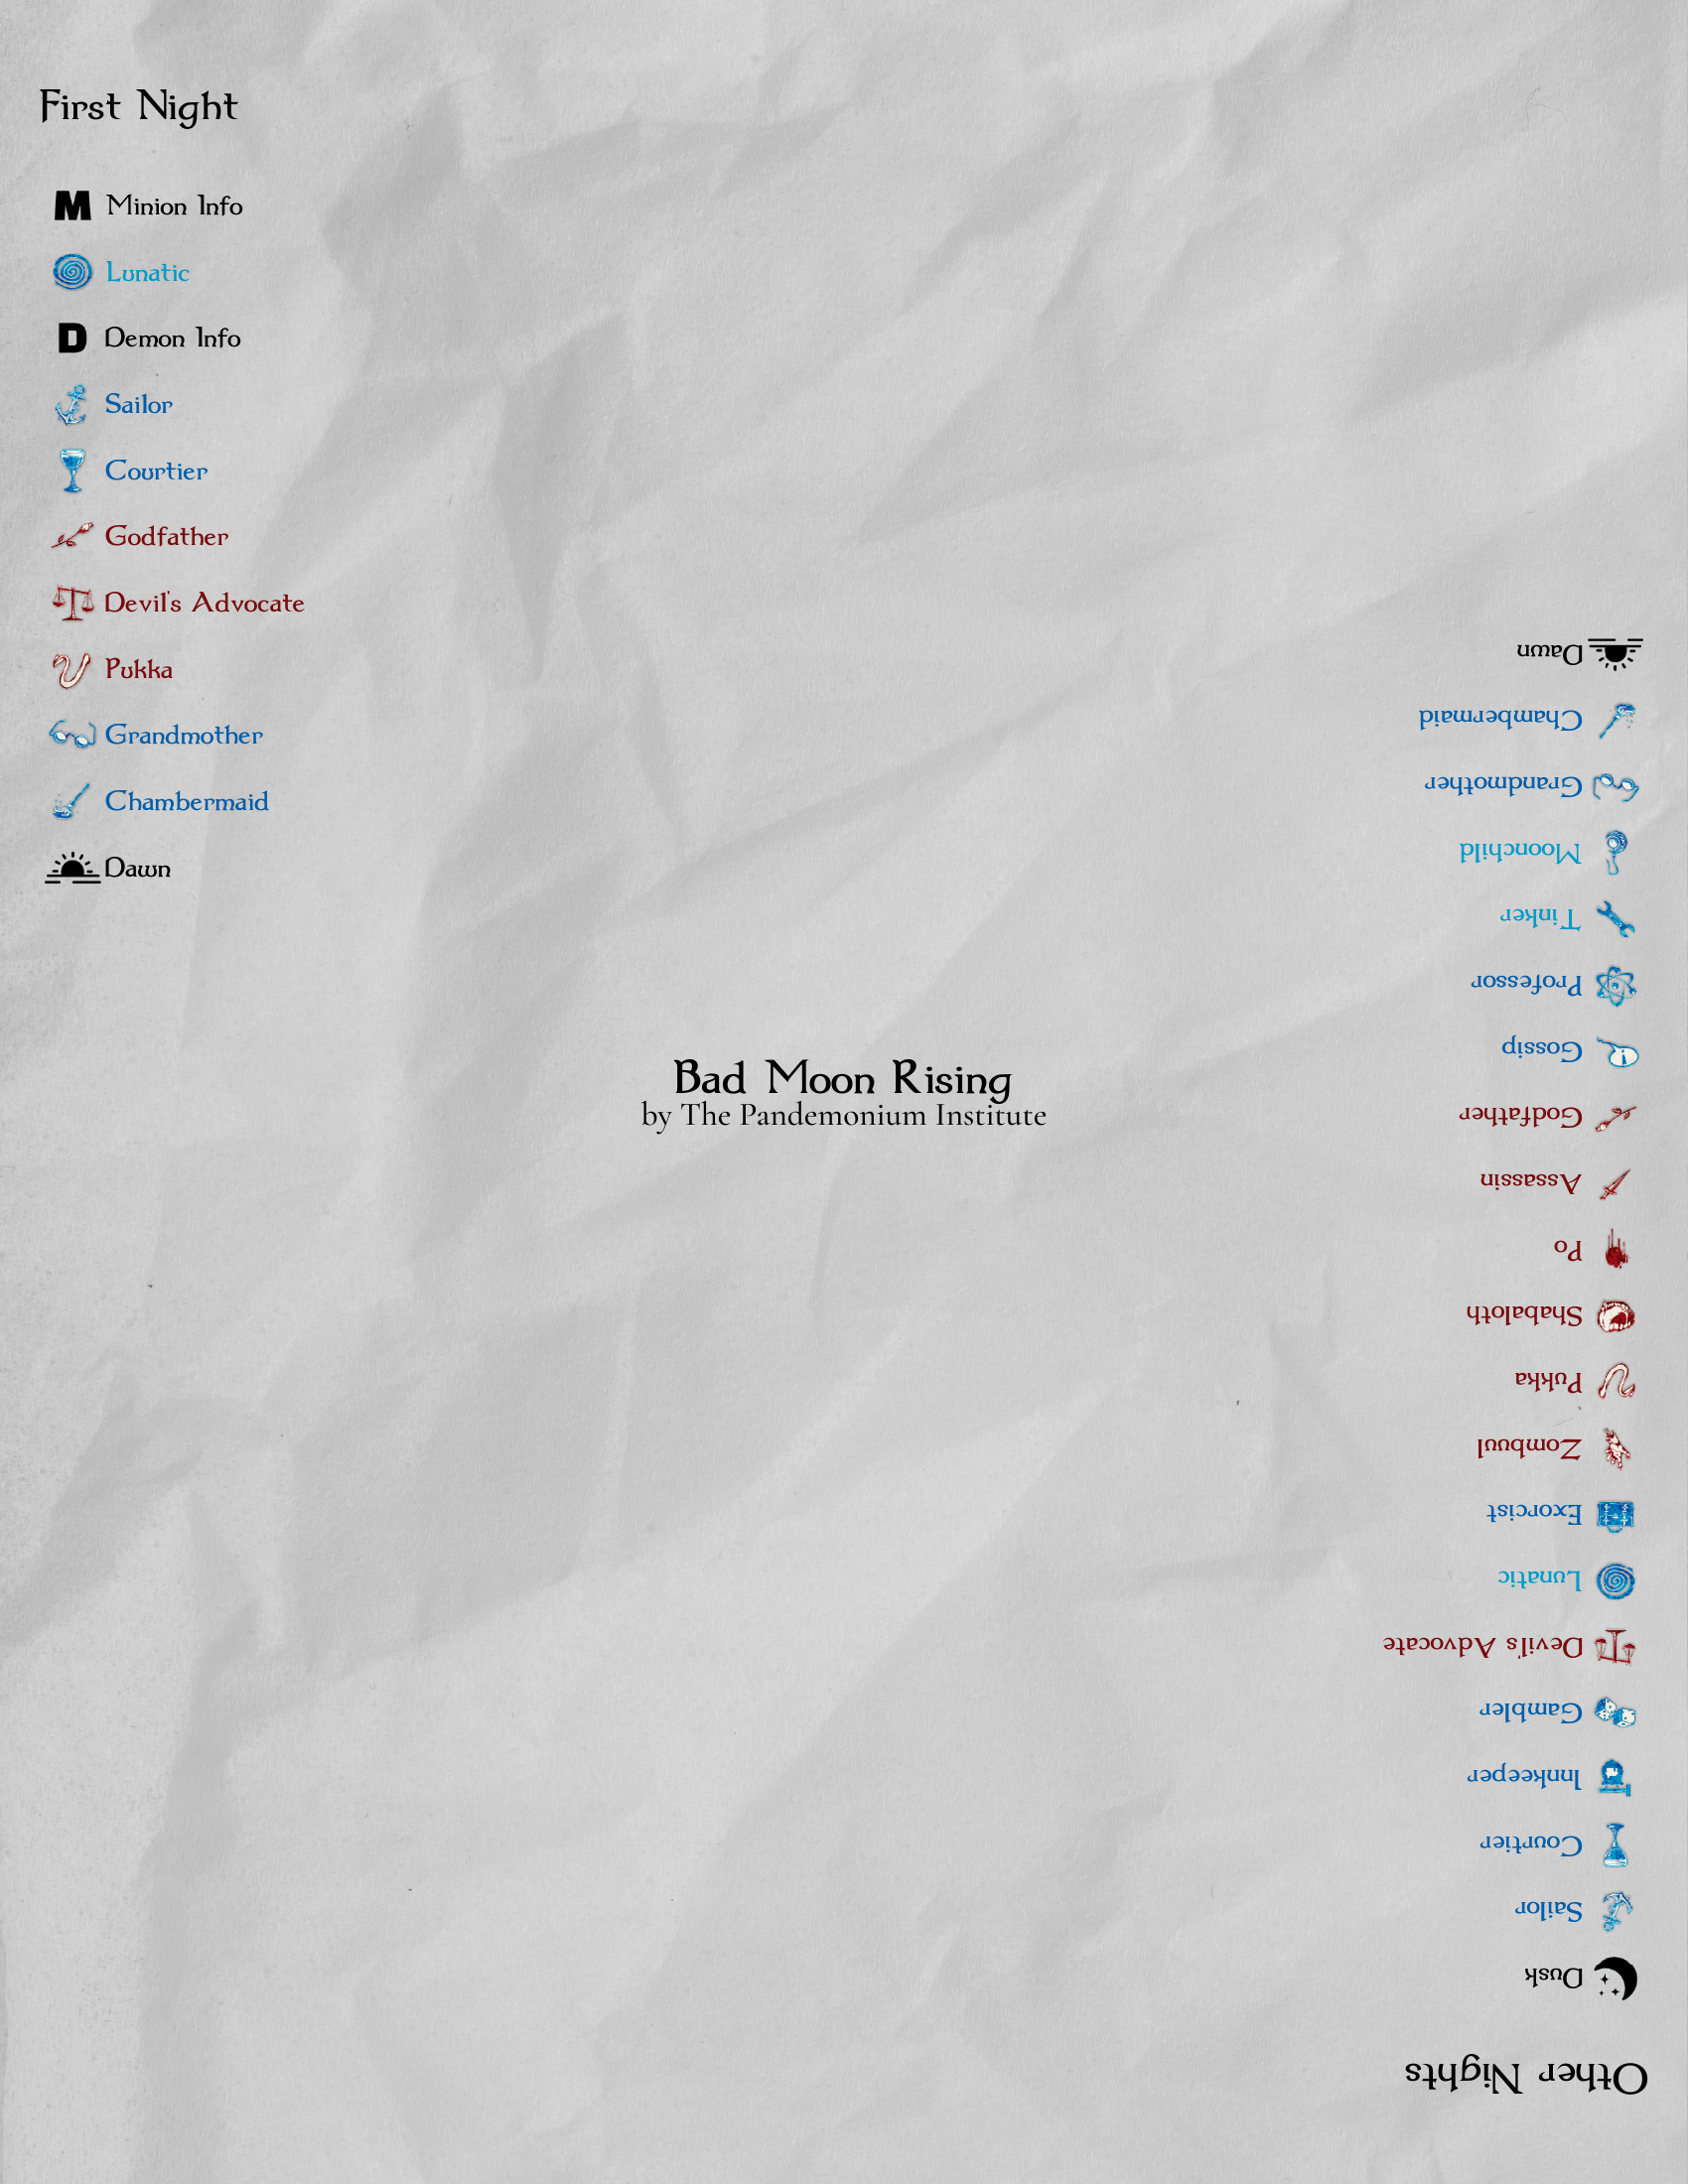 First Night
M Minion Info
Lunatic
D Demon Info
Sailor
Courtier
Godfather
Devil's Advocate
Pukka
Grandmother
Chambermaid
Dawn
Bad Moon Rising
by The Pandemonium Institute
Other Nights
Dusk
Sailor
Courtier
Innkeeper
Gambler
Devil's Advocate
Lunatic
Exorcist
Zombuul
Pukka
Shabaloth
Po
Assassin
Godfather
Gossip
Professor
Tinker
Moonchild
Grandmother
Chambermaid
Dawn